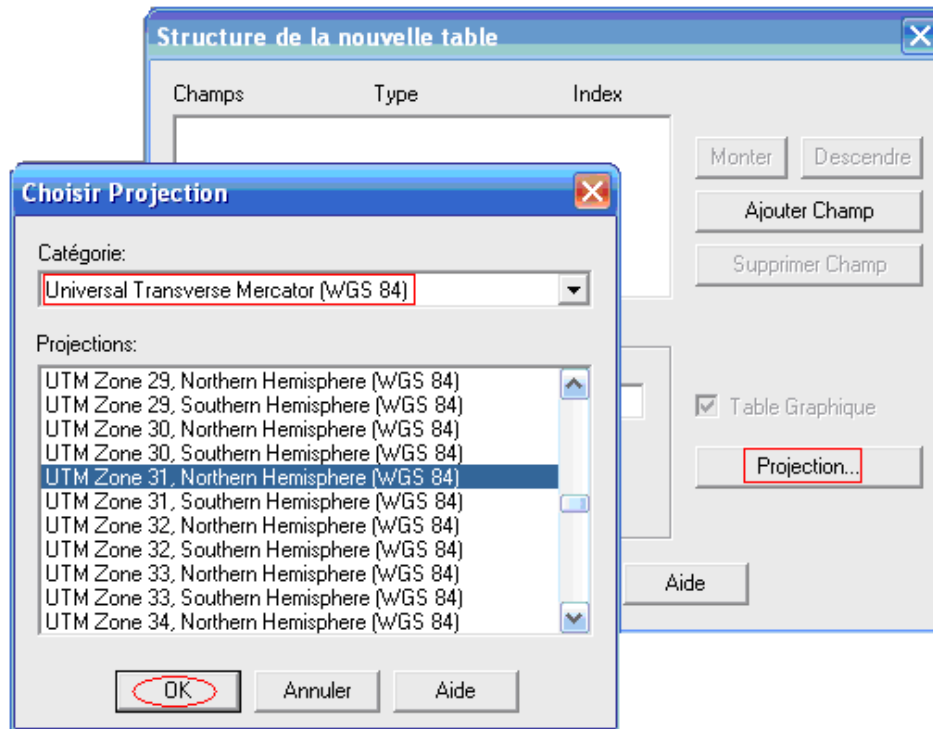 Structure de la nouvelle table
Champs Type Index
Monter Descendre
Ajouter Champ
Supprimer Champ
Table Graphique
Projection...
Aide
Choisir Projection
Catégorie:
Universal Transverse Mercator (WGS 84)
Projections:
UTM Zone 29, Northern Hemisphere (WGS 84)
UTM Zone 29, Southern Hemisphere (WGS 84)
UTM Zone 30, Northern Hemisphere (WGS 84)
UTM Zone 30, Southern Hemisphere (WGS 84)
UTM Zone 31, Northern Hemisphere (WGS 84)
UTM Zone 31, Southern Hemisphere (WGS 84)
UTM Zone 32, Northern Hemisphere (WGS 84)
UTM Zone 32, Southern Hemisphere (WGS 84)
UTM Zone 33, Northern Hemisphere (WGS 84)
UTM Zone 33, Southern Hemisphere (WGS 84)
UTM Zone 34, Northern Hemisphere (WGS 84)
OK Annuler Aide